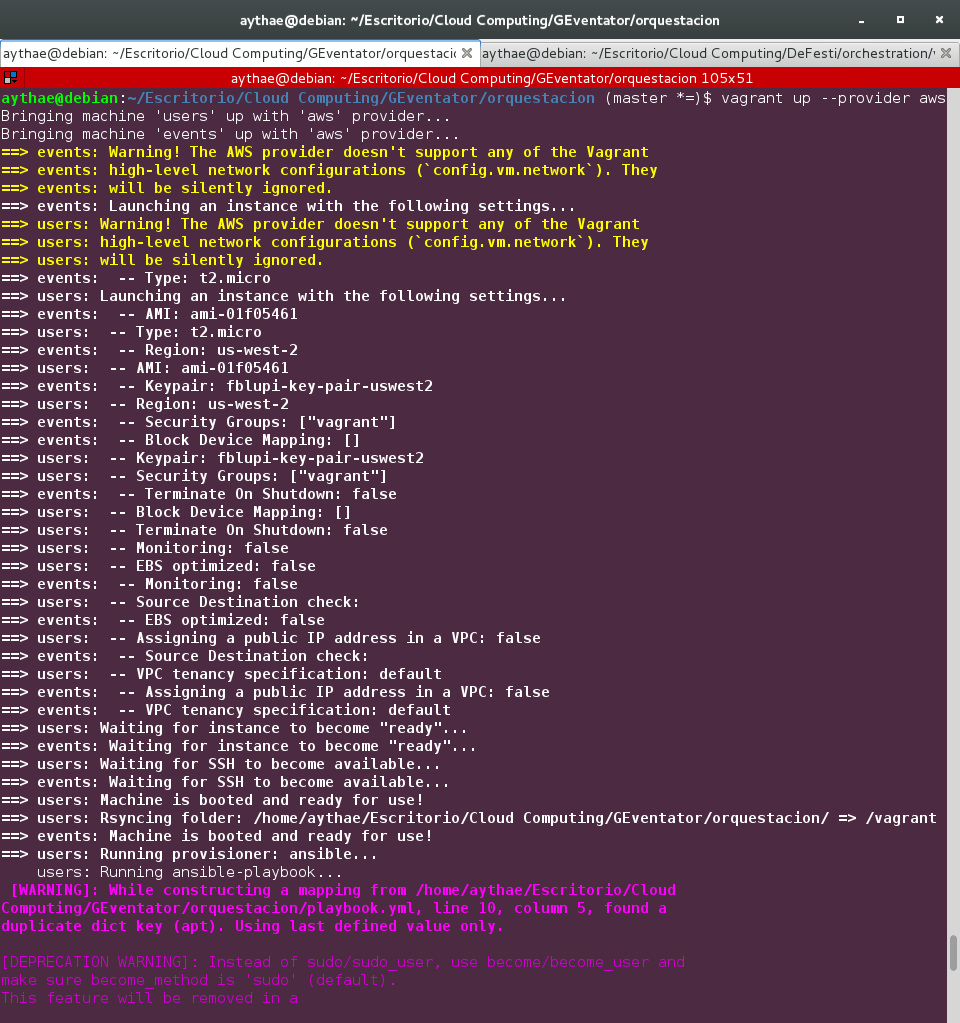 aythae@debian: ~/Escritorio/Cloud Computing/GEventator/orquestacion
aythae@debian: ~/Escritorio/Cloud Computing/GEventator/orquestacio
aythae@debian: ~/Escritorio/Cloud Computing/DeFesti/orchestration/
aythae@debian: ~/Escritorio/Cloud Computing/GEventator/orquestacion 105x51
aythae@debian:~/Escritorio/Cloud Computing/GEventator/orquestacion (master *=)$ vagrant up --provider aws
Bringing machine 'users' up with 'aws' provider...
Bringing machine 'events' up with 'aws' provider...
==> events: Warning! The AWS provider doesn't support any of the Vagrant
==> events: high-level network configurations (`config.vm.network`). They
==> events: will be silently ignored.
==> events: Launching an instance with the following settings...
==> users: Warning! The AWS provider doesn't support any of the Vagrant
==> users: high-level network configurations (`config.vm.network`). They
==> users: will be silently ignored.
==> events:  -- Type: t2.micro
==> users: Launching an instance with the following settings...
==> events:  -- AMI: ami-01f05461
==> users:  -- Type: t2.micro
==> events:  -- Region: us-west-2
==> users:  -- AMI: ami-01f05461
==> events:  -- Keypair: fblupi-key-pair-uswest2
==> users:  -- Region: us-west-2
==> events:  -- Security Groups: ["vagrant"]
==> events:  -- Block Device Mapping: []
==> users:  -- Keypair: fblupi-key-pair-uswest2
==> users:  -- Security Groups: ["vagrant"]
==> events:  -- Terminate On Shutdown: false
==> users:  -- Block Device Mapping: []
==> users:  -- Terminate On Shutdown: false
==> users:  -- Monitoring: false
==> users:  -- EBS optimized: false
==> events:  -- Monitoring: false
==> users:  -- Source Destination check:
==> events:  -- EBS optimized: false
==> users:  -- Assigning a public IP address in a VPC: false
==> events:  -- Source Destination check:
==> users:  -- VPC tenancy specification: default
==> events:  -- Assigning a public IP address in a VPC: false
==> events:  -- VPC tenancy specification: default
==> users: Waiting for instance to become "ready"...
==> events: Waiting for instance to become "ready"...
==> users: Waiting for SSH to become available...
==> events: Waiting for SSH to become available...
==> users: Machine is booted and ready for use!
==> users: Rsyncing folder: /home/aythae/Escritorio/Cloud Computing/GEventator/orquestacion/ => /vagrant
==> events: Machine is booted and ready for use!
==> users: Running provisioner: ansible...
    users: Running ansible-playbook...
 [WARNING]: While constructing a mapping from /home/aythae/Escritorio/Cloud
Computing/GEventator/orquestacion/playbook.yml, line 10, column 5, found a
duplicate dict key (apt). Using last defined value only.
[DEPRECATION WARNING]: Instead of sudo/sudo_user, use become/become_user and
make sure become_method is 'sudo' (default).
This feature will be removed in a